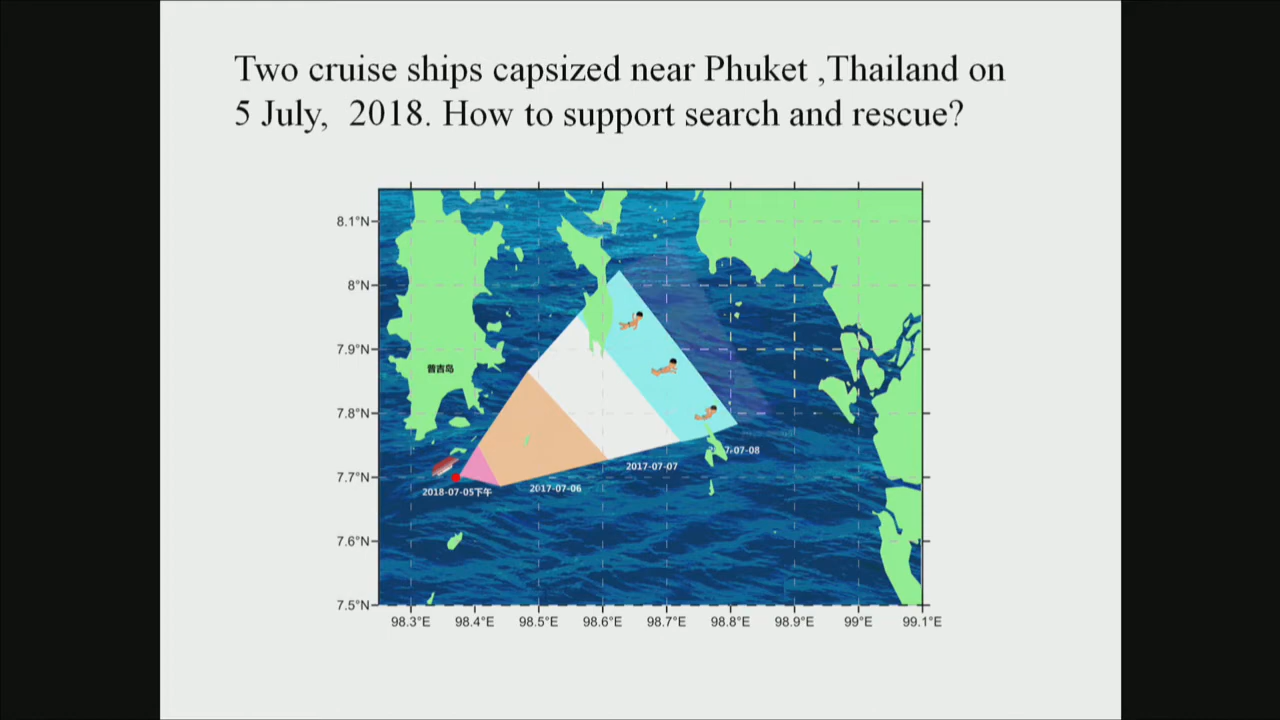 Two cruise ships capsized near Phuket ,Thailand on
5 July, 2018. How to support search and rescue?
8.1°N
8°N
7.9°N
普吉岛
7.8°N
7.7°N
7.6°N
7.5°N
2018-07-05下午
2017-07-06
2017-07-07
7-07-08
98.3°E 98.4°E 98.5°E 98.6°E 98.7°E 98.8°E 98.9°E 99°E 99.1°E